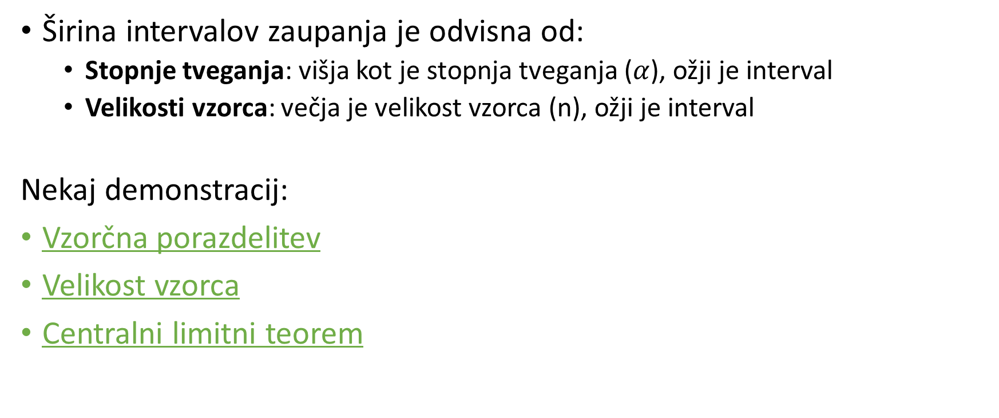 • Širina intervalov zaupanja je odvisna od:
• Stopnje tveganja: višja kot je stopnja tveganja (𝛼), ožji je interval
• Velikosti vzorca: večja je velikost vzorca (n), ožji je interval
Nekaj demonstracij:
• Vzorčna porazdelitev
• Velikost vzorca
• Centralni limitni teorem